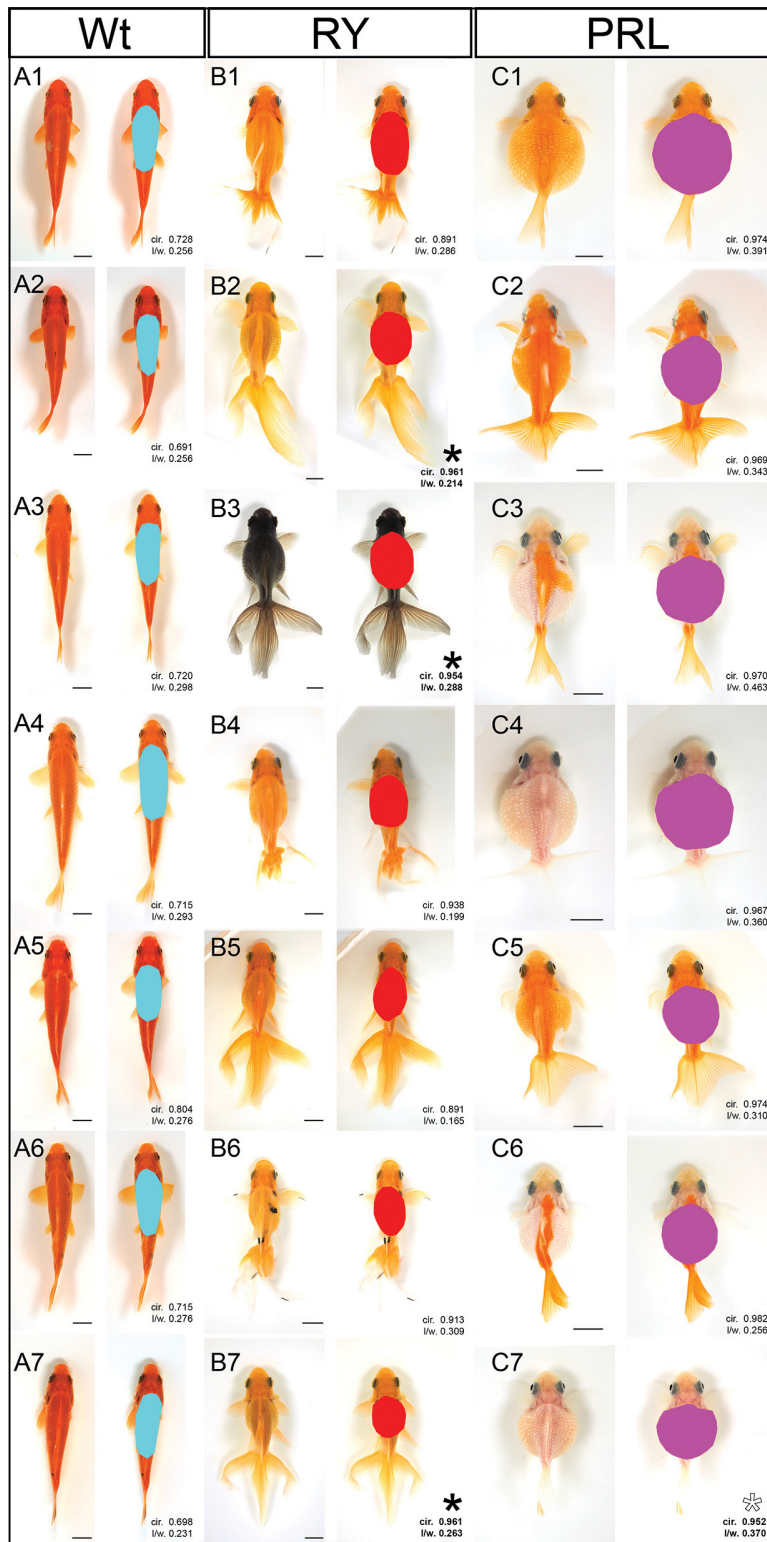 Wt
RY
PRL
A1
cir. 0.728
l/w. 0.256
B1
cir. 0.891
l/w. 0.286
C1
cir. 0.974
l/w. 0.391
A2
cir. 0.691
l/w. 0.256
B2
*
cir. 0.961
l/w. 0.214
C2
cir. 0.969
l/w. 0.343
A3
cir. 0.720
l/w. 0.298
B3
*
cir. 0.954
l/w. 0.288
C3
cir. 0.970
l/w. 0.463
A4
cir. 0.715
l/w. 0.293
B4
cir. 0.938
l/w. 0.199
C4
cir. 0.967
l/w. 0.360
A5
cir. 0.804
l/w. 0.276
B5
cir. 0.891
l/w. 0.165
C5
cir. 0.974
l/w. 0.310
A6
cir. 0.715
l/w. 0.276
B6
cir. 0.913
l/w. 0.309
C6
cir. 0.982
l/w. 0.256
A7
cir. 0.698
l/w. 0.231
B7
*
cir. 0.961
l/w. 0.263
C7
*
cir. 0.952
l/w. 0.370